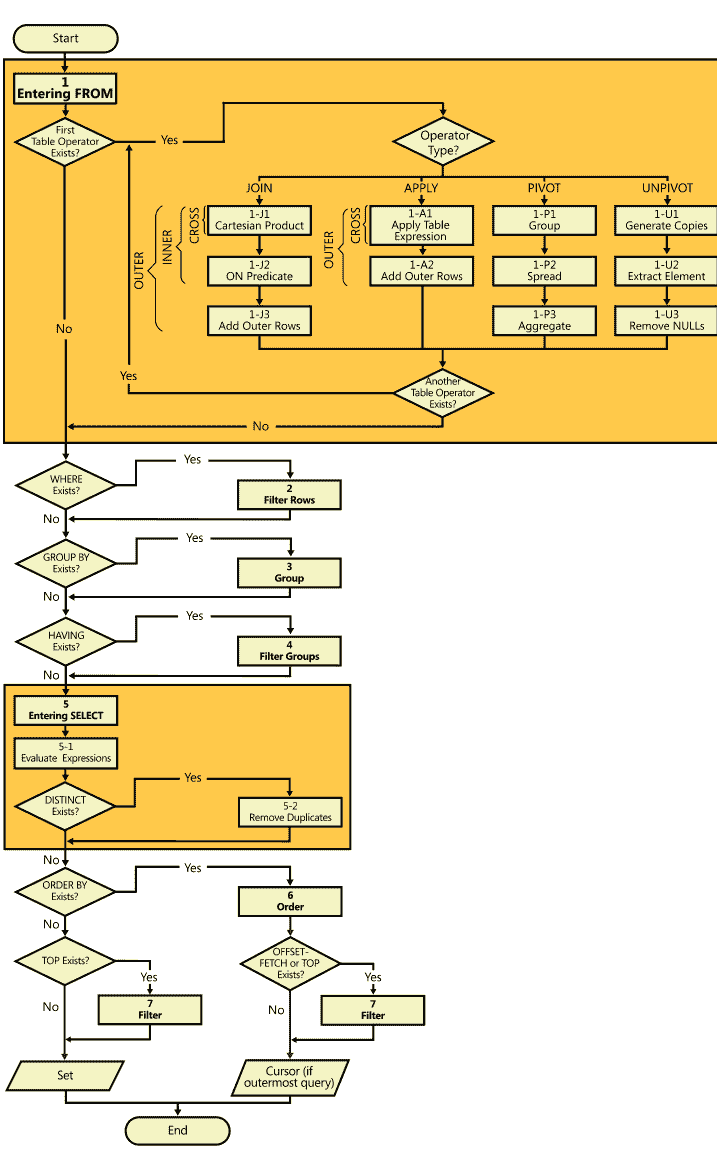 Start
1
Entering FROM
First
Table Operator
Exists?
Yes
Operator
Type?
JOIN
APPLY
PIVOT
UNPIVOT
OUTER
INNER
CROSS
1-J1
Cartesian Product
OUTER
CROSS
1-A1
Apply Table
Expression
1-P1
Group
1-U1
Generate Copies
1-J2
ON Predicate
1-A2
Add Outer Rows
1-P2
Spread
1-U2
Extract Element
1-J3
Add Outer Rows
1-P3
Aggregate
1-U3
Remove NULLs
No
Yes
Another
Table Operator
Exists?
No
WHERE
Exists?
Yes
2
Filter Rows
No
GROUP BY
Exists?
Yes
3
Group
No
HAVING
Exists?
Yes
4
Filter Groups
No
5
Entering SELECT
5-1
Evaluate Expressions
DISTINCT
Exists?
Yes
5-2
Remove Duplicates
No
ORDER BY
Exists?
Yes
6
Order
No
TOP Exists?
Yes
7
Filter
No
OFFSET-
FETCH or TOP
Exists?
Yes
7
Filter
No
Set
Cursor (if
outermost query)
End